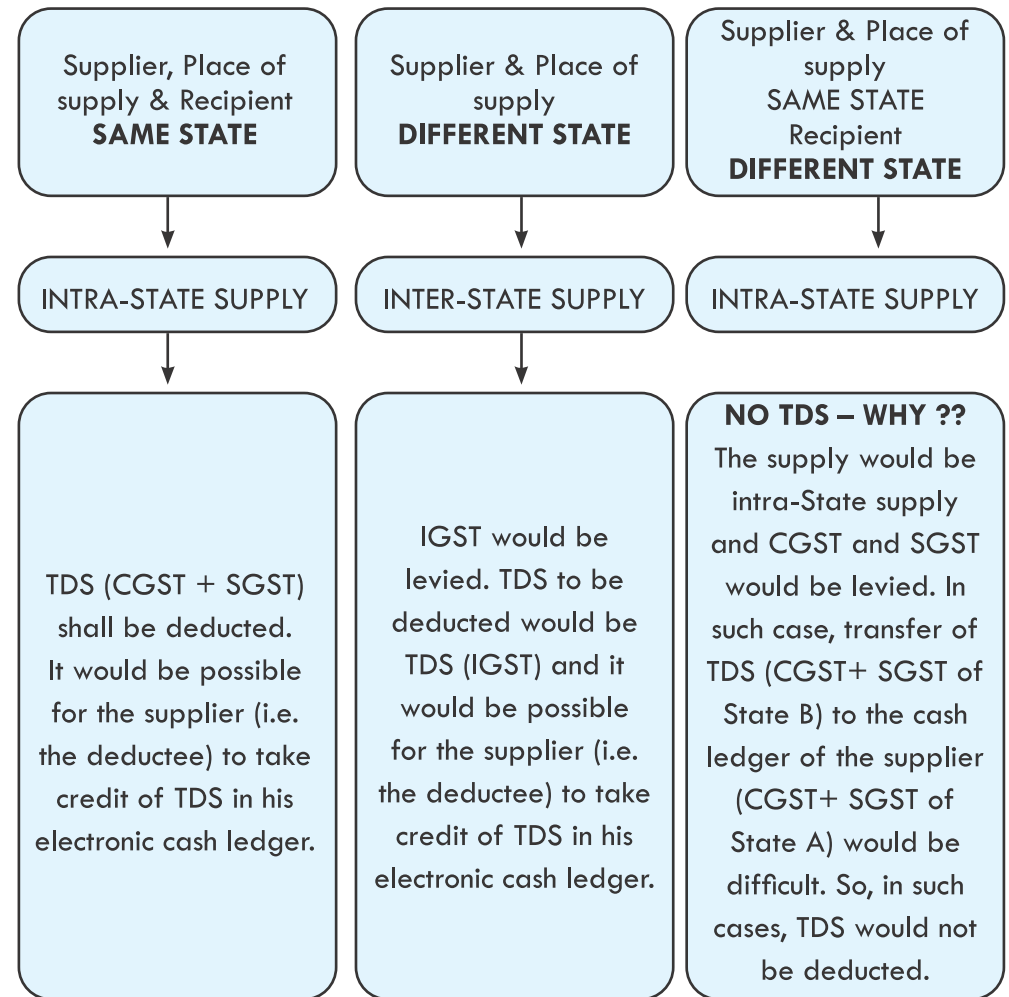 Supplier, Place of
supply & Recipient
SAME STATE
INTRA-STATE SUPPLY
TDS (CGST + SGST)
shall be deducted.
It would be possible
for the supplier (i.e.
the deductee) to take
credit of TDS in his
electronic cash ledger.
Supplier & Place of
supply
DIFFERENT STATE
INTER-STATE SUPPLY
IGST would be
levied. TDS to be
deducted would be
TDS (IGST) and it
would be possible
for the supplier (i.e.
the deductee) to take
credit of TDS in his
electronic cash ledger.
Supplier & Place of
supply
SAME STATE
Recipient
DIFFERENT STATE
INTRA-STATE SUPPLY
NO TDS – WHY ??
The supply would be
intra-State supply
and CGST and SGST
would be levied. In
such case, transfer of
TDS (CGST+ SGST of
State B) to the cash
ledger of the supplier
(CGST+ SGST of
State A) would be
difficult. So, in such
cases, TDS would not
be deducted.